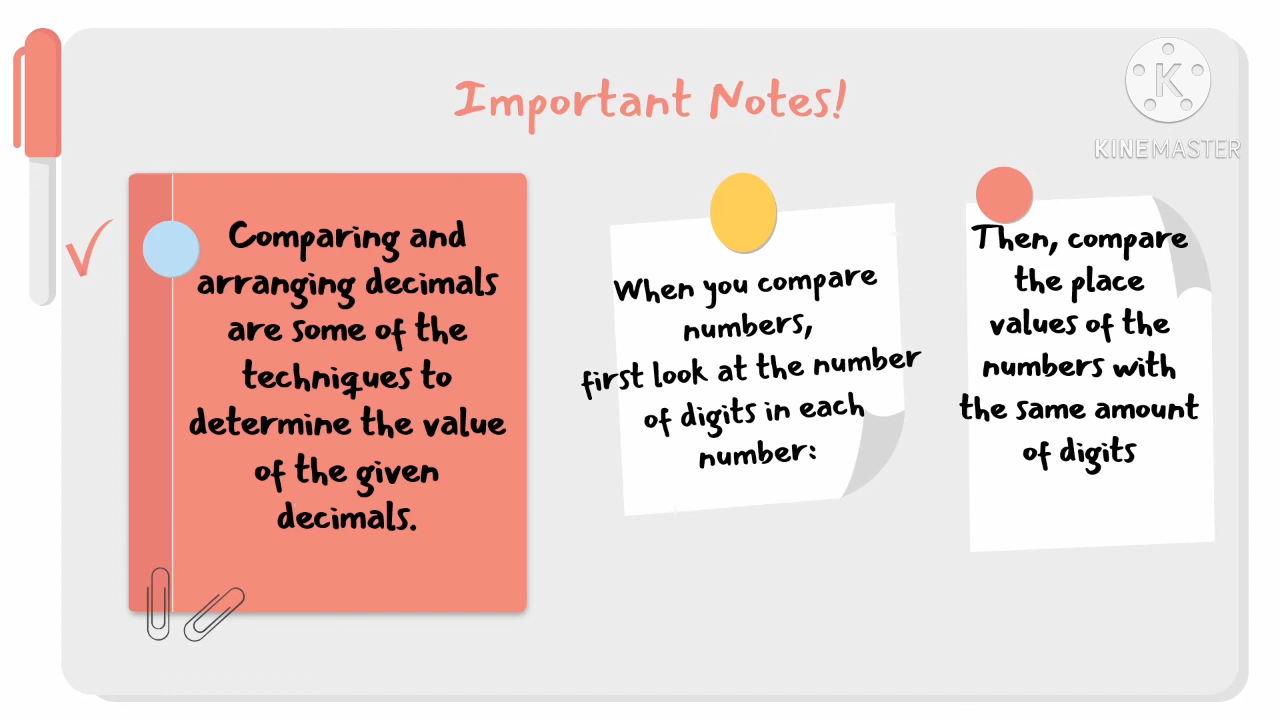 Important Notes!
K
KINEMASTER
Comparing and
arranging decimals
are some of the
techniques to
determine the value
of the given
decimals.
When you compare
numbers,
first look at the number
of digits in each
number:
Then, compare
the place
values of the
numbers with
the same amount
of digits